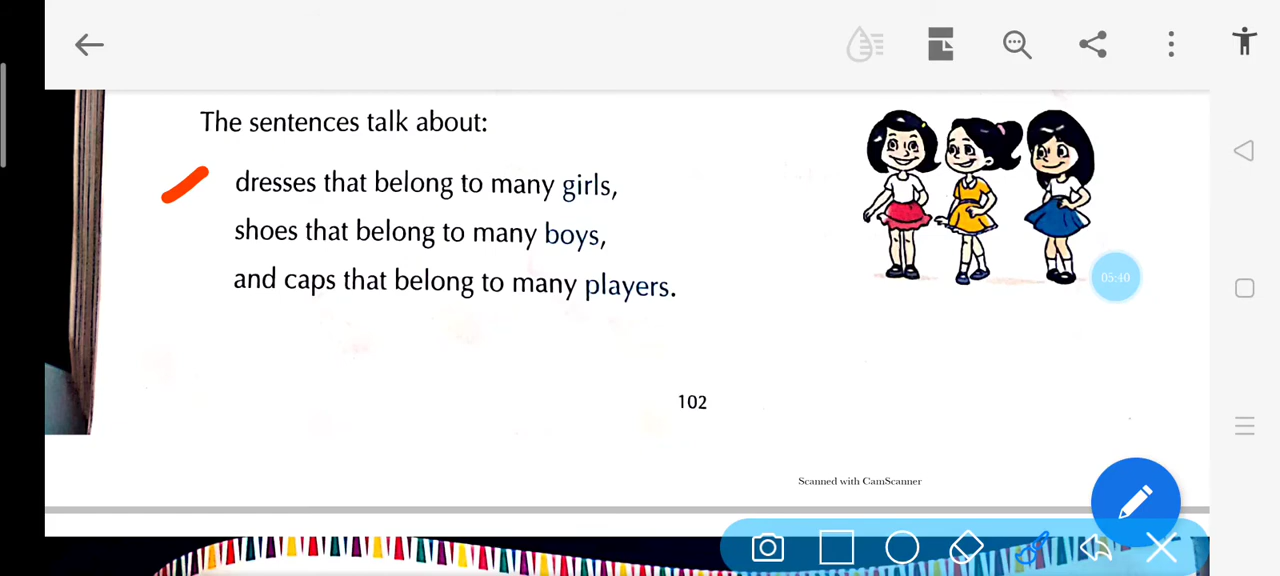 The sentences talk about:
dresses that belong to many girls,
shoes that belong to many boys,
and caps that belong to many players.
05:40
102
Scanned with CamScanner